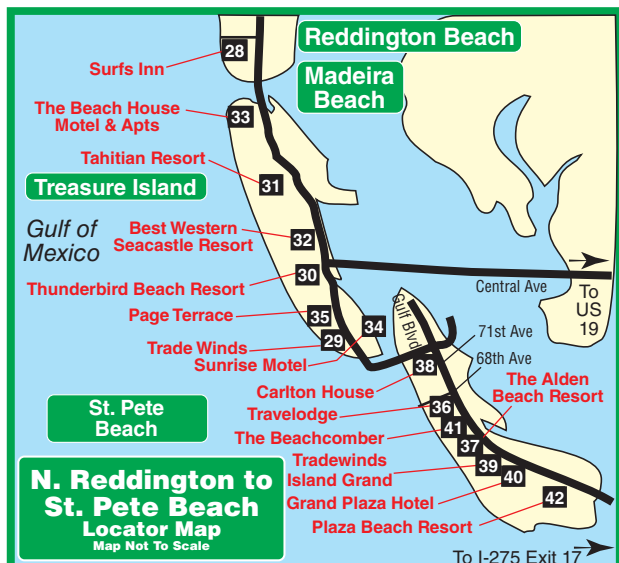 Reddington Beach
28
Surfs Inn
Madeira
Beach
The Beach House
Motel & Apts
33
Tahitian Resort
31
Treasure Island
Gulf of
Mexico
Best Western
Seacastle Resort
32
Thunderbird Beach Resort
30
Central Ave
To
US
19
Page Terrace
35
34
Gulf Blvd
71st Ave
Trade Winds
29
Sunrise Motel
68th Ave
38
Carlton House
The Alden
Beach Resort
St. Pete
Beach
Travelodge
36
The Beachcomber
41
37
Tradewinds
Island Grand
39
Grand Plaza Hotel
40
Plaza Beach Resort
42
N. Reddington to
St. Pete Beach
Locator Map
Map Not To Scale
To I-275 Exit 17